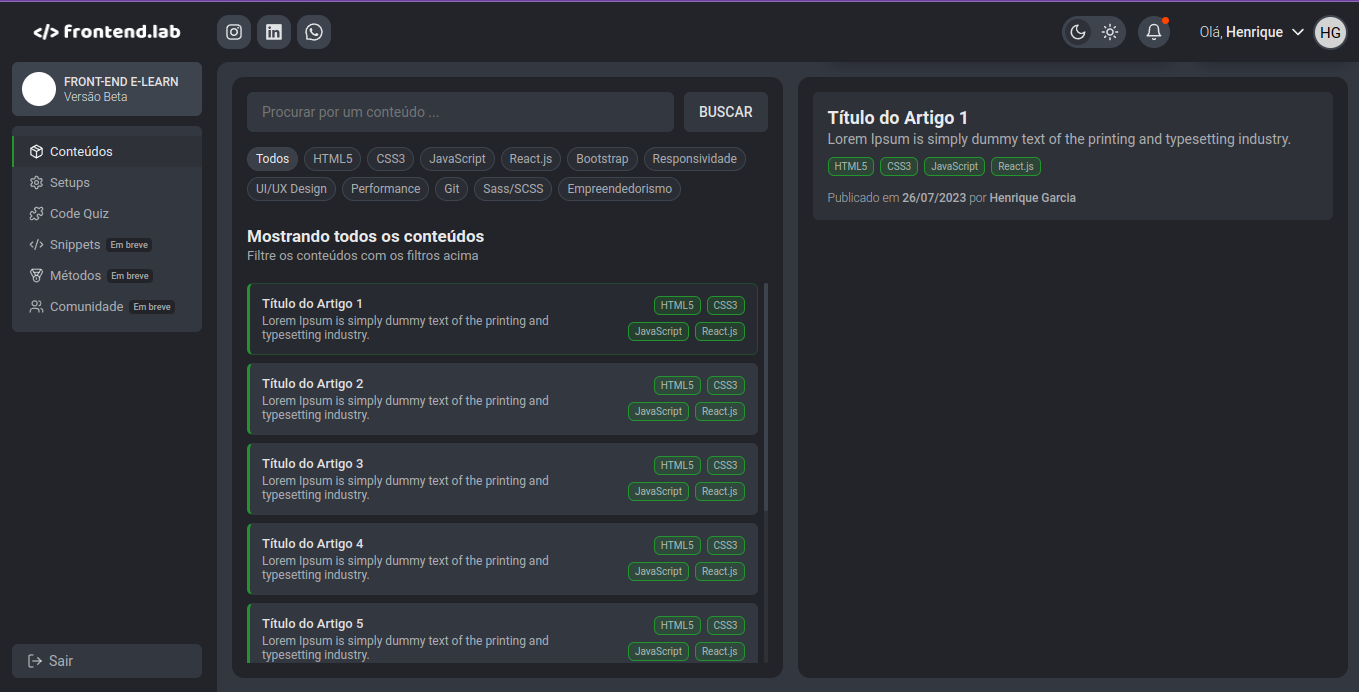 </> frontend.lab
Olá, Henrique
HG
FRONT-END E-LEARN
Versão Beta
Conteúdos
Setups
Code Quiz
Snippets Em breve
Métodos Em breve
Comunidade Em breve
Sair
Procurar por um conteúdo ...
BUSCAR
Todos HTML5 CSS3 JavaScript React.js Bootstrap Responsividade
UI/UX Design Performance Git Sass/SCSS Empreendedorismo
Mostrando todos os conteúdos
Filtre os conteúdos com os filtros acima
Título do Artigo 1
Lorem Ipsum is simply dummy text of the printing and
typesetting industry.
HTML5 CSS3
JavaScript React.js
Título do Artigo 2
Lorem Ipsum is simply dummy text of the printing and
typesetting industry.
HTML5 CSS3
JavaScript React.js
Título do Artigo 3
Lorem Ipsum is simply dummy text of the printing and
typesetting industry.
HTML5 CSS3
JavaScript React.js
Título do Artigo 4
Lorem Ipsum is simply dummy text of the printing and
typesetting industry.
HTML5 CSS3
JavaScript React.js
Título do Artigo 5
Lorem Ipsum is simply dummy text of the printing and
typesetting industry.
HTML5 CSS3
JavaScript React.js
Título do Artigo 1
Lorem Ipsum is simply dummy text of the printing and typesetting industry.
HTML5 CSS3 JavaScript React.js
Publicado em 26/07/2023 por Henrique Garcia